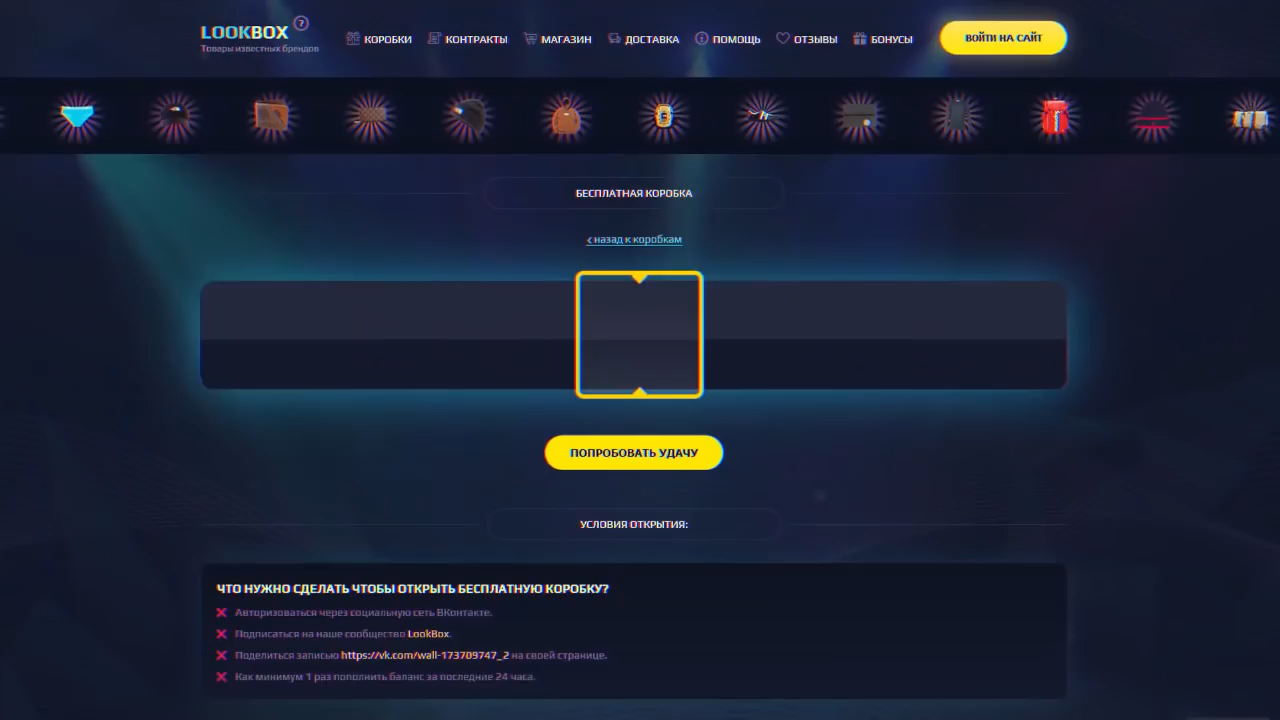 LOOKBOX ?
Товары известных брендов
КОРОБКИ КОНТРАКТЫ МАГАЗИН ДОСТАВКА ПОМОЩЬ ОТЗЫВЫ БОНУСЫ
ВОЙТИ НА САЙТ
БЕСПЛАТНАЯ КОРОБКА
‹ назад к коробкам
ПОПРОБОВАТЬ УДАЧУ
УСЛОВИЯ ОТКРЫТИЯ:
ЧТО НУЖНО СДЕЛАТЬ ЧТОБЫ ОТКРЫТЬ БЕСПЛАТНУЮ КОРОБКУ?
Авторизоваться через социальную сеть ВКонтакте.
Подписаться на наше сообщество LookBox.
Поделиться записью https://vk.com/wall-173709747_2 на своей странице.
Как минимум 1 раз пополнить баланс за последние 24 часа.